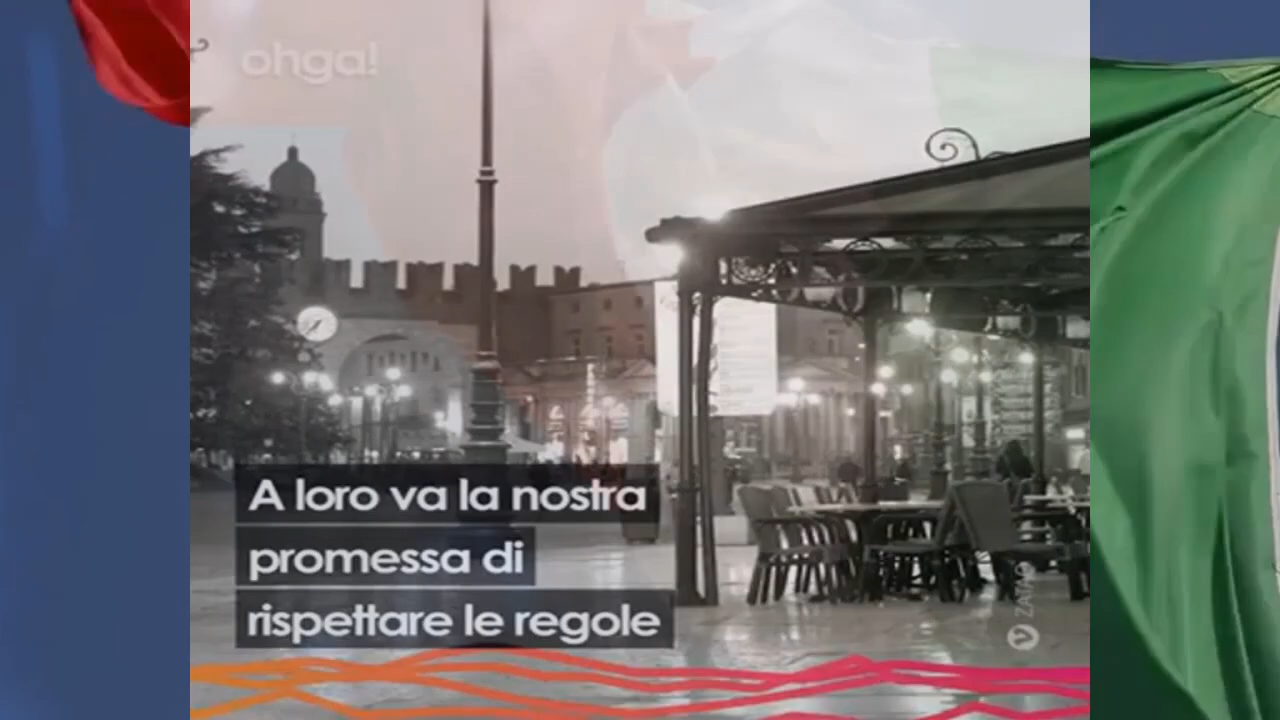 ohga!
A loro va la nostra
promessa di
rispettare le regole